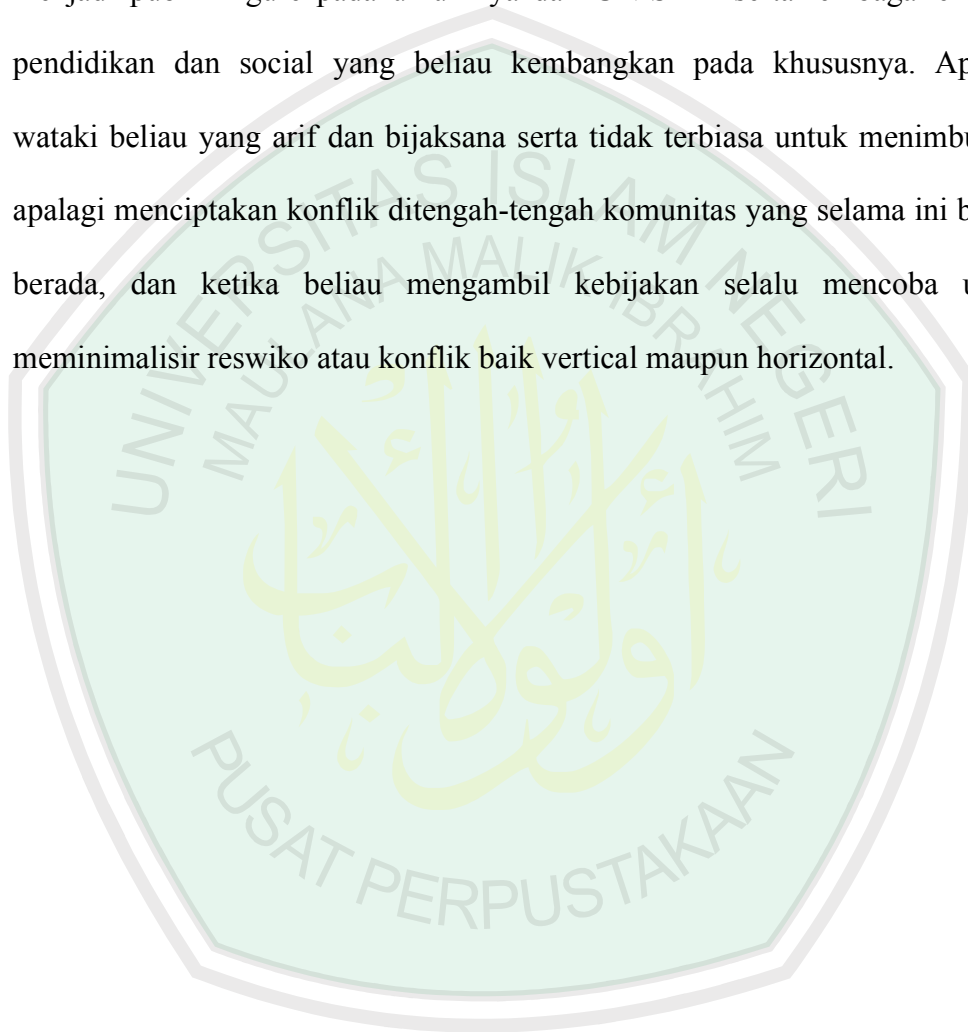 pendidikan dan social yang beliau kembangkan pada khususnya.
wataki beliau yang arif dan bijaksana serta tidak terbiasa untuk
apalagi menciptakan konflik ditengah-tengah komunitas yang selama ini
berada, dan ketika beliau mengambil kebijakan selalu mencoba
meminimalisir reswiko atau konflik baik vertical maupun horizontal.
UNIVERSITAS ISLAM NEGERI
MAULANA MALIK IBRAHIM
PUSAT PERPUSTAKAAN